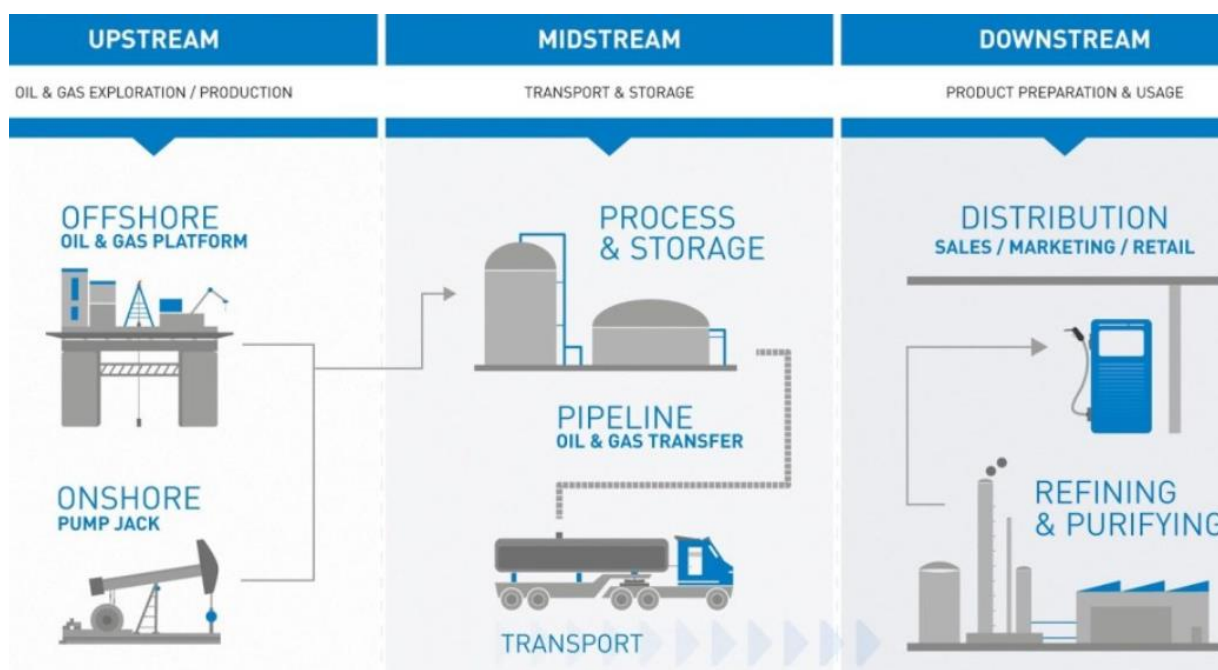 UPSTREAM
OIL & GAS EXPLORATION / PRODUCTION
OFFSHORE
OIL & GAS PLATFORM
ONSHORE
PUMP JACK
MIDSTREAM
TRANSPORT & STORAGE
PROCESS
& STORAGE
PIPELINE
OIL & GAS TRANSFER
TRANSPORT
DOWNSTREAM
PRODUCT PREPARATION & USAGE
DISTRIBUTION
SALES / MARKETING / RETAIL
REFINING
& PURIFYING